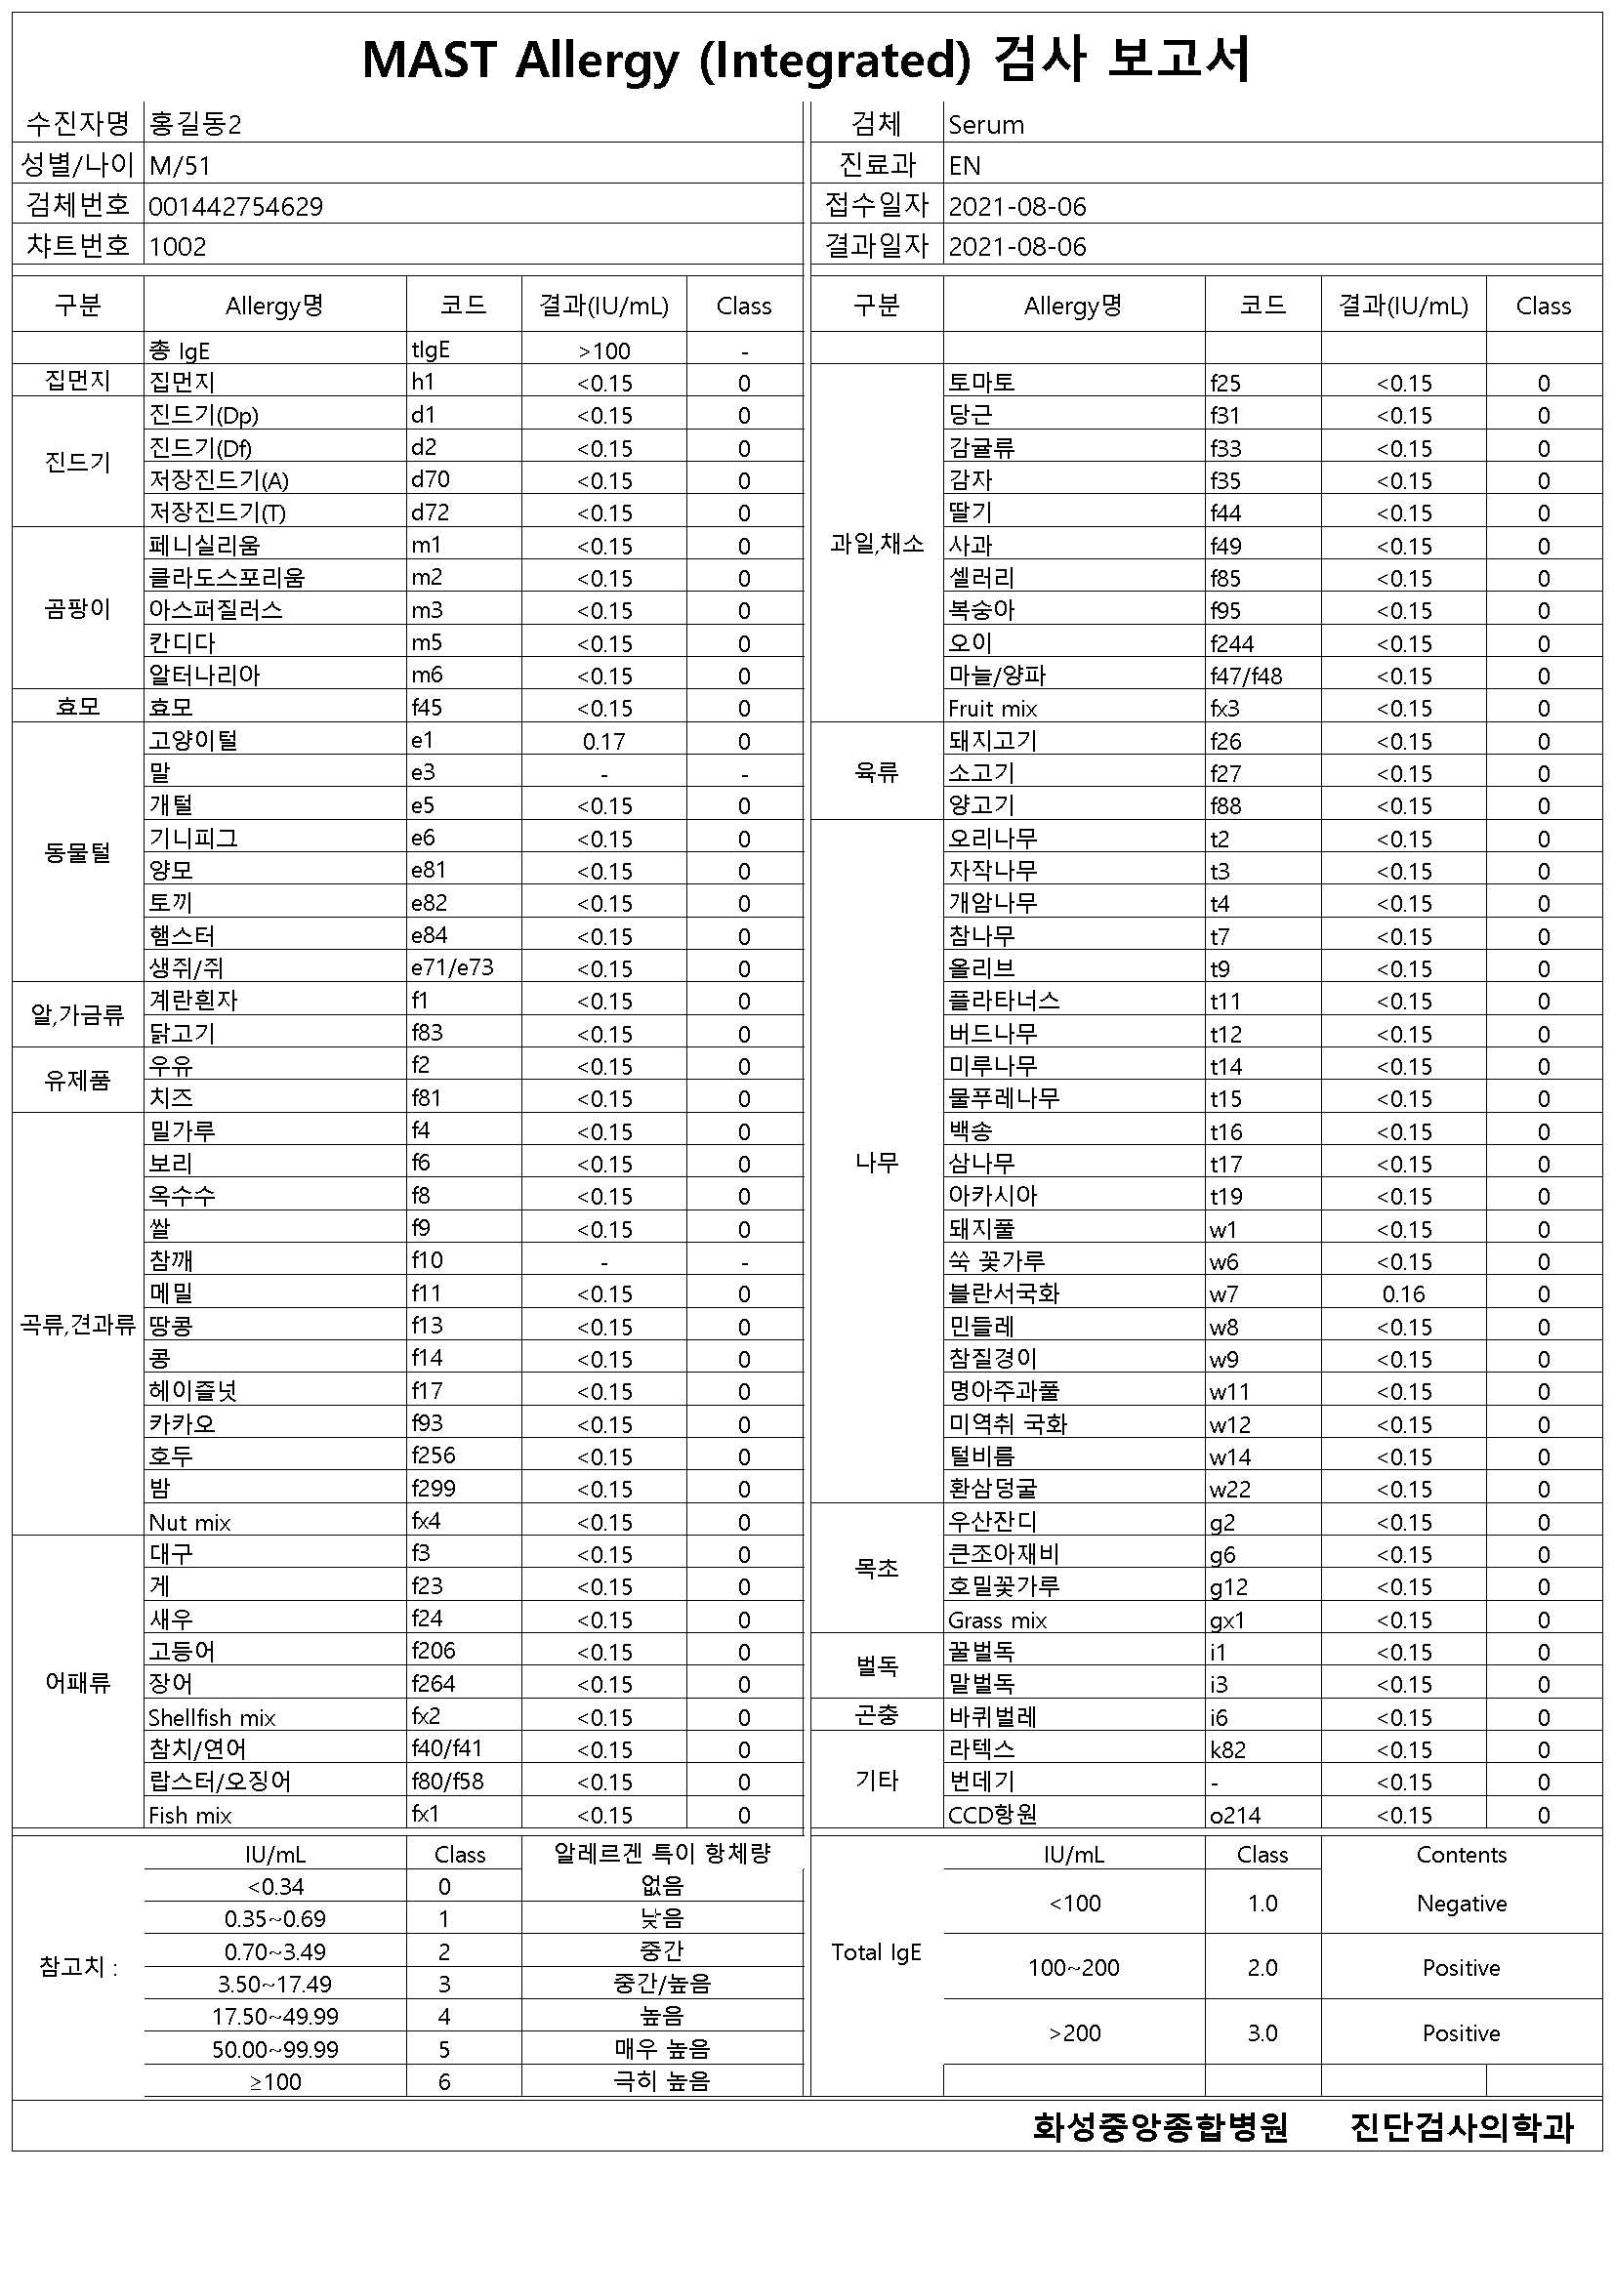 MAST Allergy (Integrated) 검사 보고서
수진자명 홍길동2 검체 Serum
성별/나이 M/51 진료과 EN
검체번호 001442754629 접수일자 2021-08-06
챠트번호 1002 결과일자 2021-08-06
구분 Allergy명 코드 결과(IU/mL) Class 구분 Allergy명 코드 결과(IU/mL) Class
총 IgE tIgE >100 -
집먼지 집먼지 h1 <0.15 0 토마토 f25 <0.15 0
진드기(Dp) d1 <0.15 0 당근 f31 <0.15 0
진드기 진드기(Df) d2 <0.15 0 감귤류 f33 <0.15 0
저장진드기(A) d70 <0.15 0 감자 f35 <0.15 0
저장진드기(T) d72 <0.15 0 딸기 f44 <0.15 0
페니실리움 m1 <0.15 0 과일,채소 사과 f49 <0.15 0
클라도스포리움 m2 <0.15 0 셀러리 f85 <0.15 0
곰팡이 아스퍼질러스 m3 <0.15 0 복숭아 f95 <0.15 0
칸디다 m5 <0.15 0 오이 f244 <0.15 0
알터나리아 m6 <0.15 0 마늘/양파 f47/f48 <0.15 0
효모 효모 f45 <0.15 0 Fruit mix fx3 <0.15 0
고양이털 e1 0.17 0 돼지고기 f26 <0.15 0
말 e3 - - 육류 소고기 f27 <0.15 0
개털 e5 <0.15 0 양고기 f88 <0.15 0
동물털 기니피그 e6 <0.15 0 오리나무 t2 <0.15 0
양모 e81 <0.15 0 자작나무 t3 <0.15 0
토끼 e82 <0.15 0 개암나무 t4 <0.15 0
햄스터 e84 <0.15 0 참나무 t7 <0.15 0
생쥐/쥐 e71/e73 <0.15 0 올리브 t9 <0.15 0
알,가금류 계란흰자 f1 <0.15 0 플라타너스 t11 <0.15 0
닭고기 f83 <0.15 0 버드나무 t12 <0.15 0
유제품 우유 f2 <0.15 0 미루나무 t14 <0.15 0
치즈 f81 <0.15 0 물푸레나무 t15 <0.15 0
밀가루 f4 <0.15 0 백송 t16 <0.15 0
보리 f6 <0.15 0 나무 삼나무 t17 <0.15 0
옥수수 f8 <0.15 0 아카시아 t19 <0.15 0
쌀 f9 <0.15 0 돼지풀 w1 <0.15 0
참깨 f10 - - 쑥 꽃가루 w6 <0.15 0
메밀 f11 <0.15 0 블란서국화 w7 0.16 0
곡류,견과류 땅콩 f13 <0.15 0 민들레 w8 <0.15 0
콩 f14 <0.15 0 참질경이 w9 <0.15 0
헤이즐넛 f17 <0.15 0 명아주과풀 w11 <0.15 0
카카오 f93 <0.15 0 미역취 국화 w12 <0.15 0
호두 f256 <0.15 0 털비름 w14 <0.15 0
밤 f299 <0.15 0 환삼덩굴 w22 <0.15 0
Nut mix fx4 <0.15 0 우산잔디 g2 <0.15 0
대구 f3 <0.15 0 목초 큰조아재비 g6 <0.15 0
게 f23 <0.15 0 호밀꽃가루 g12 <0.15 0
새우 f24 <0.15 0 Grass mix gx1 <0.15 0
고등어 f206 <0.15 0 벌독 꿀벌독 i1 <0.15 0
어패류 장어 f264 <0.15 0 말벌독 i3 <0.15 0
Shellfish mix fx2 <0.15 0 곤충 바퀴벌레 i6 <0.15 0
참치/연어 f40/f41 <0.15 0 라텍스 k82 <0.15 0
랍스터/오징어 f80/f58 <0.15 0 기타 번데기 - <0.15 0
Fish mix fx1 <0.15 0 CCD항원 o214 <0.15 0
IU/mL Class 알레르겐 특이 항체량 IU/mL Class Contents
<0.34 0 없음 <100 1.0 Negative
0.35~0.69 1 낮음
0.70~3.49 2 중간 Total IgE
참고치 : 3.50~17.49 3 중간/높음 100~200 2.0 Positive
17.50~49.99 4 높음
50.00~99.99 5 매우 높음 >200 3.0 Positive
≥100 6 극히 높음
화성중앙종합병원 진단검사의학과